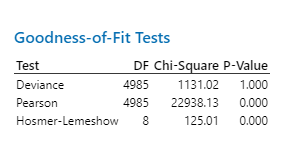 Goodness-of-Fit Tests
Test DF Chi-Square P-Value
Deviance 4985 1131.02 1.000
Pearson 4985 22938.13 0.000
Hosmer-Lemeshow 8 125.01 0.000